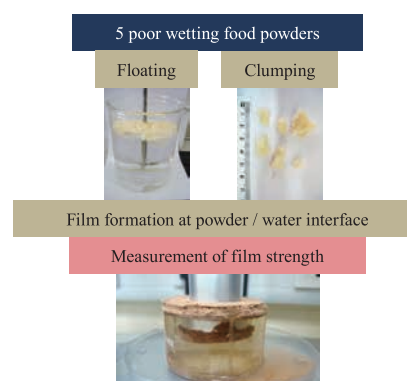 5 poor wetting food powders
Floating
Clumping
Film formation at powder / water interface
Measurement of film strength